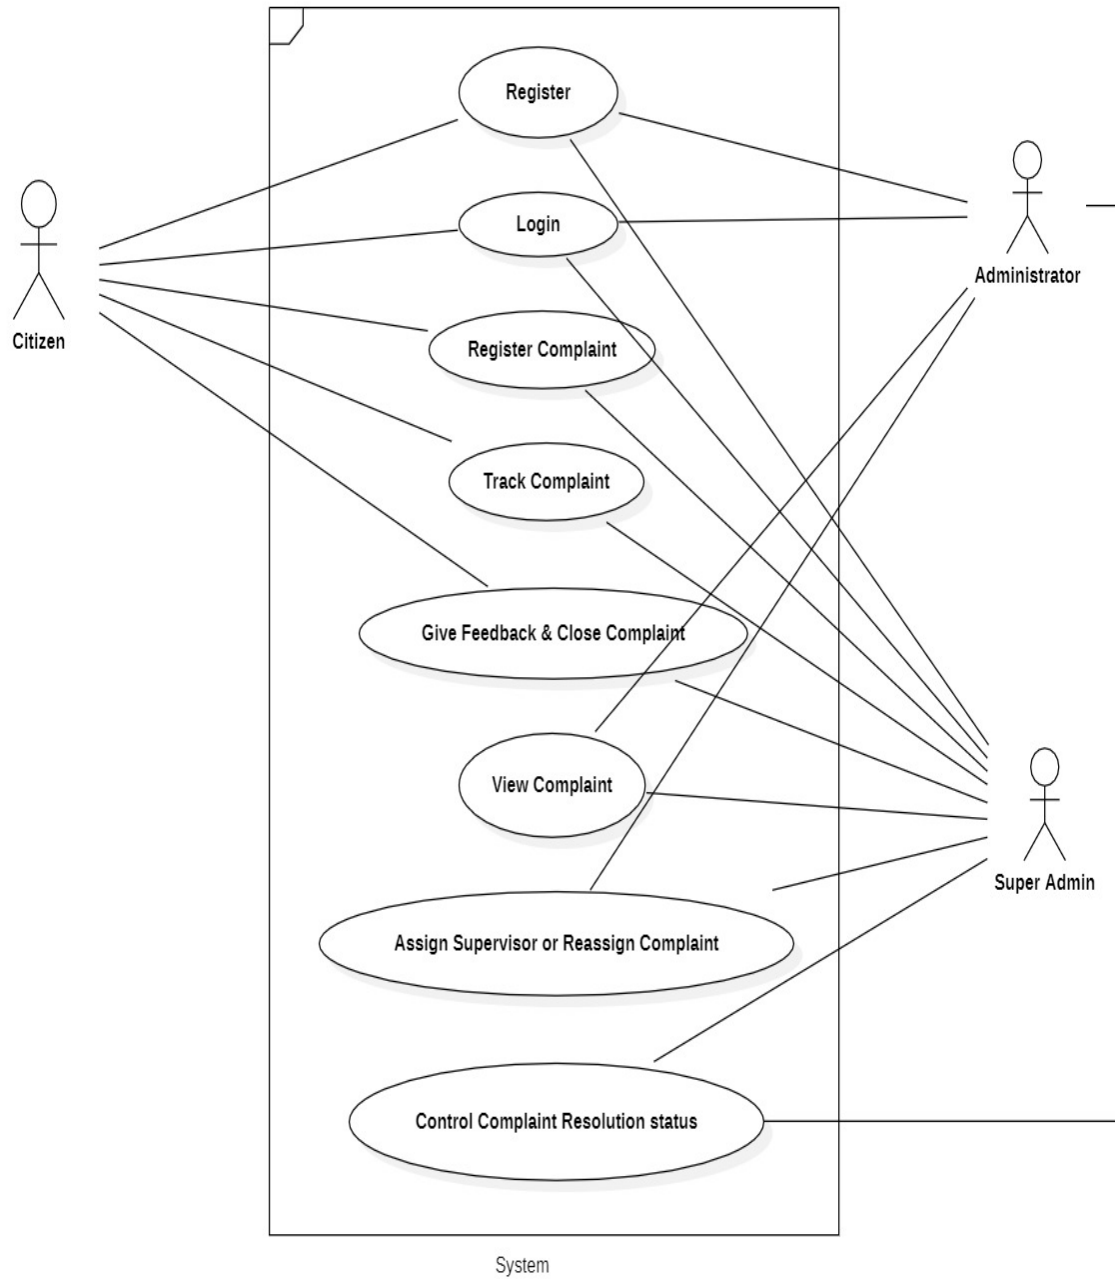 Register
Login
Register Complaint
Track Complaint
Give Feedback & Close Complaint
View Complaint
Assign Supervisor or Reassign Complaint
Control Complaint Resolution status
Citizen
Administrator
Super Admin
System